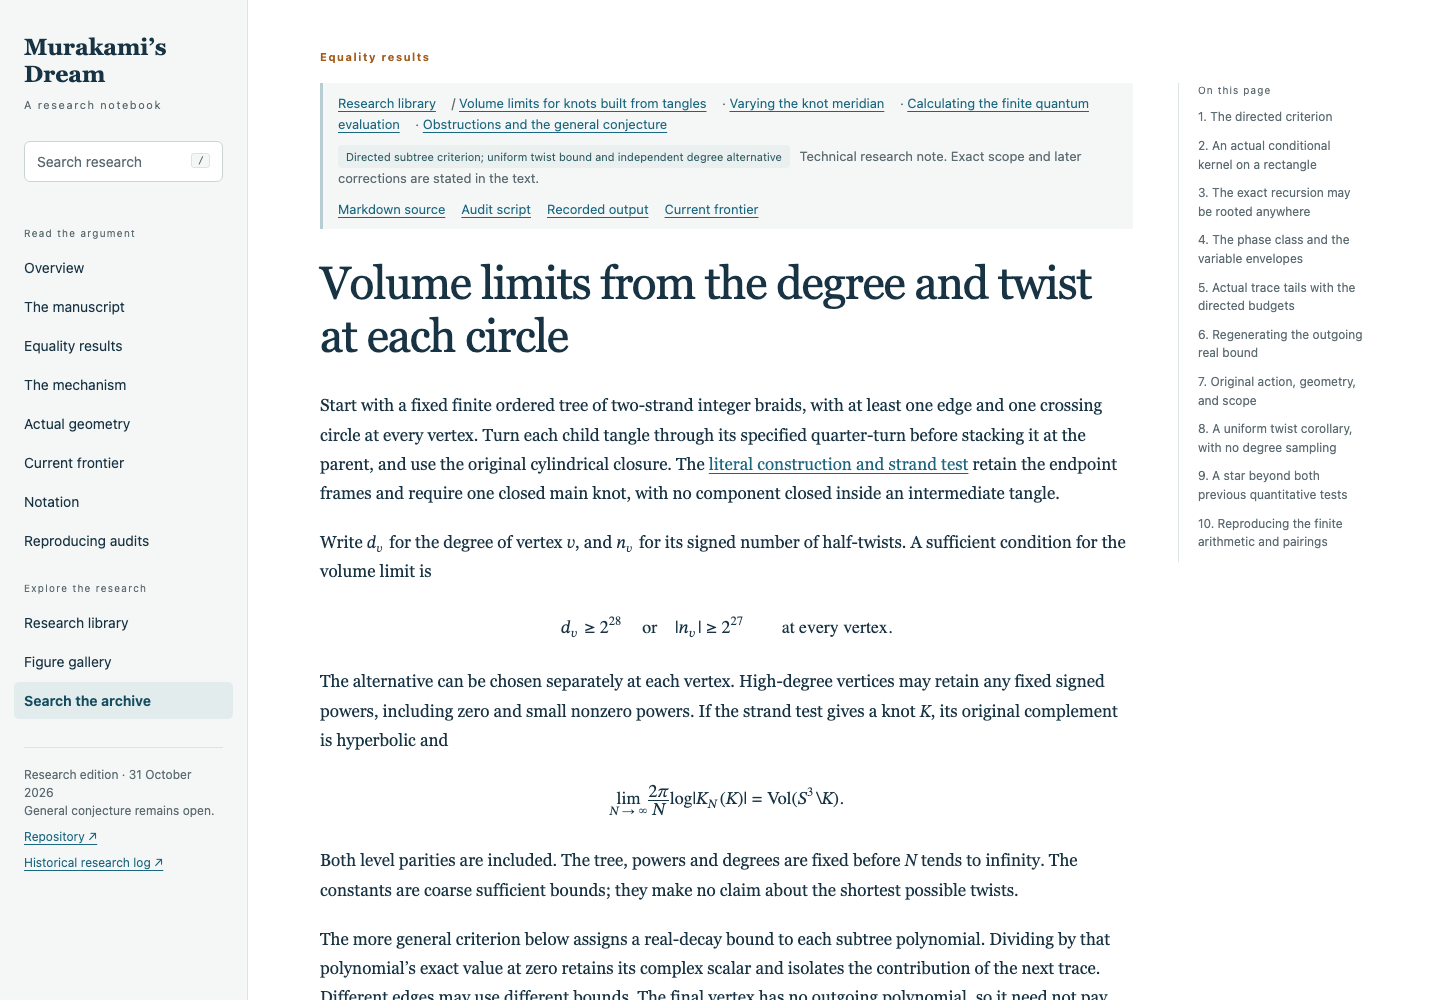 Murakami’s
Dream
A research notebook
Search research /
Read the argument
Overview
The manuscript
Equality results
The mechanism
Actual geometry
Current frontier
Notation
Reproducing audits
Explore the research
Research library
Figure gallery
Search the archive
Research edition · 31 October
2026
General conjecture remains open.
Repository ↗
Historical research log ↗
Equality results
Research library / Volume limits for knots built from tangles · Varying the knot meridian · Calculating the finite quantum
evaluation · Obstructions and the general conjecture
Directed subtree criterion; uniform twist bound and independent degree alternative Technical research note. Exact scope and later
corrections are stated in the text.
Markdown source Audit script Recorded output Current frontier
Volume limits from the degree and twist
at each circle
Start with a fixed finite ordered tree of two-strand integer braids, with at least one edge and one crossing
circle at every vertex. Turn each child tangle through its specified quarter-turn before stacking it at the
parent, and use the original cylindrical closure. The literal construction and strand test retain the endpoint
frames and require one closed main knot, with no component closed inside an intermediate tangle.
Write d_v for the degree of vertex v, and n_v for its signed number of half-twists. A sufficient condition for the
volume limit is
d_v ≥ 2^28 or |n_v| ≥ 2^27 at every vertex.
The alternative can be chosen separately at each vertex. High-degree vertices may retain any fixed signed
powers, including zero and small nonzero powers. If the strand test gives a knot K, its original complement
is hyperbolic and
lim_{N→∞} 2π/N log|K_N(K)| = Vol(S^3\K).
Both level parities are included. The tree, powers and degrees are fixed before N tends to infinity. The
constants are coarse sufficient bounds; they make no claim about the shortest possible twists.
The more general criterion below assigns a real-decay bound to each subtree polynomial. Dividing by that
polynomial’s exact value at zero retains its complex scalar and isolates the contribution of the next trace.
Different edges may use different bounds. The final vertex has no outgoing polynomial, so it need not pay
On this page
1. The directed criterion
2. An actual conditional
kernel on a rectangle
3. The exact recursion may
be rooted anywhere
4. The phase class and the
variable envelopes
5. Actual trace tails with the
directed budgets
6. Regenerating the outgoing
real bound
7. Original action, geometry,
and scope
8. A uniform twist corollary,
with no degree sampling
9. A star beyond both
previous quantitative tests
10. Reproducing the finite
arithmetic and pairings